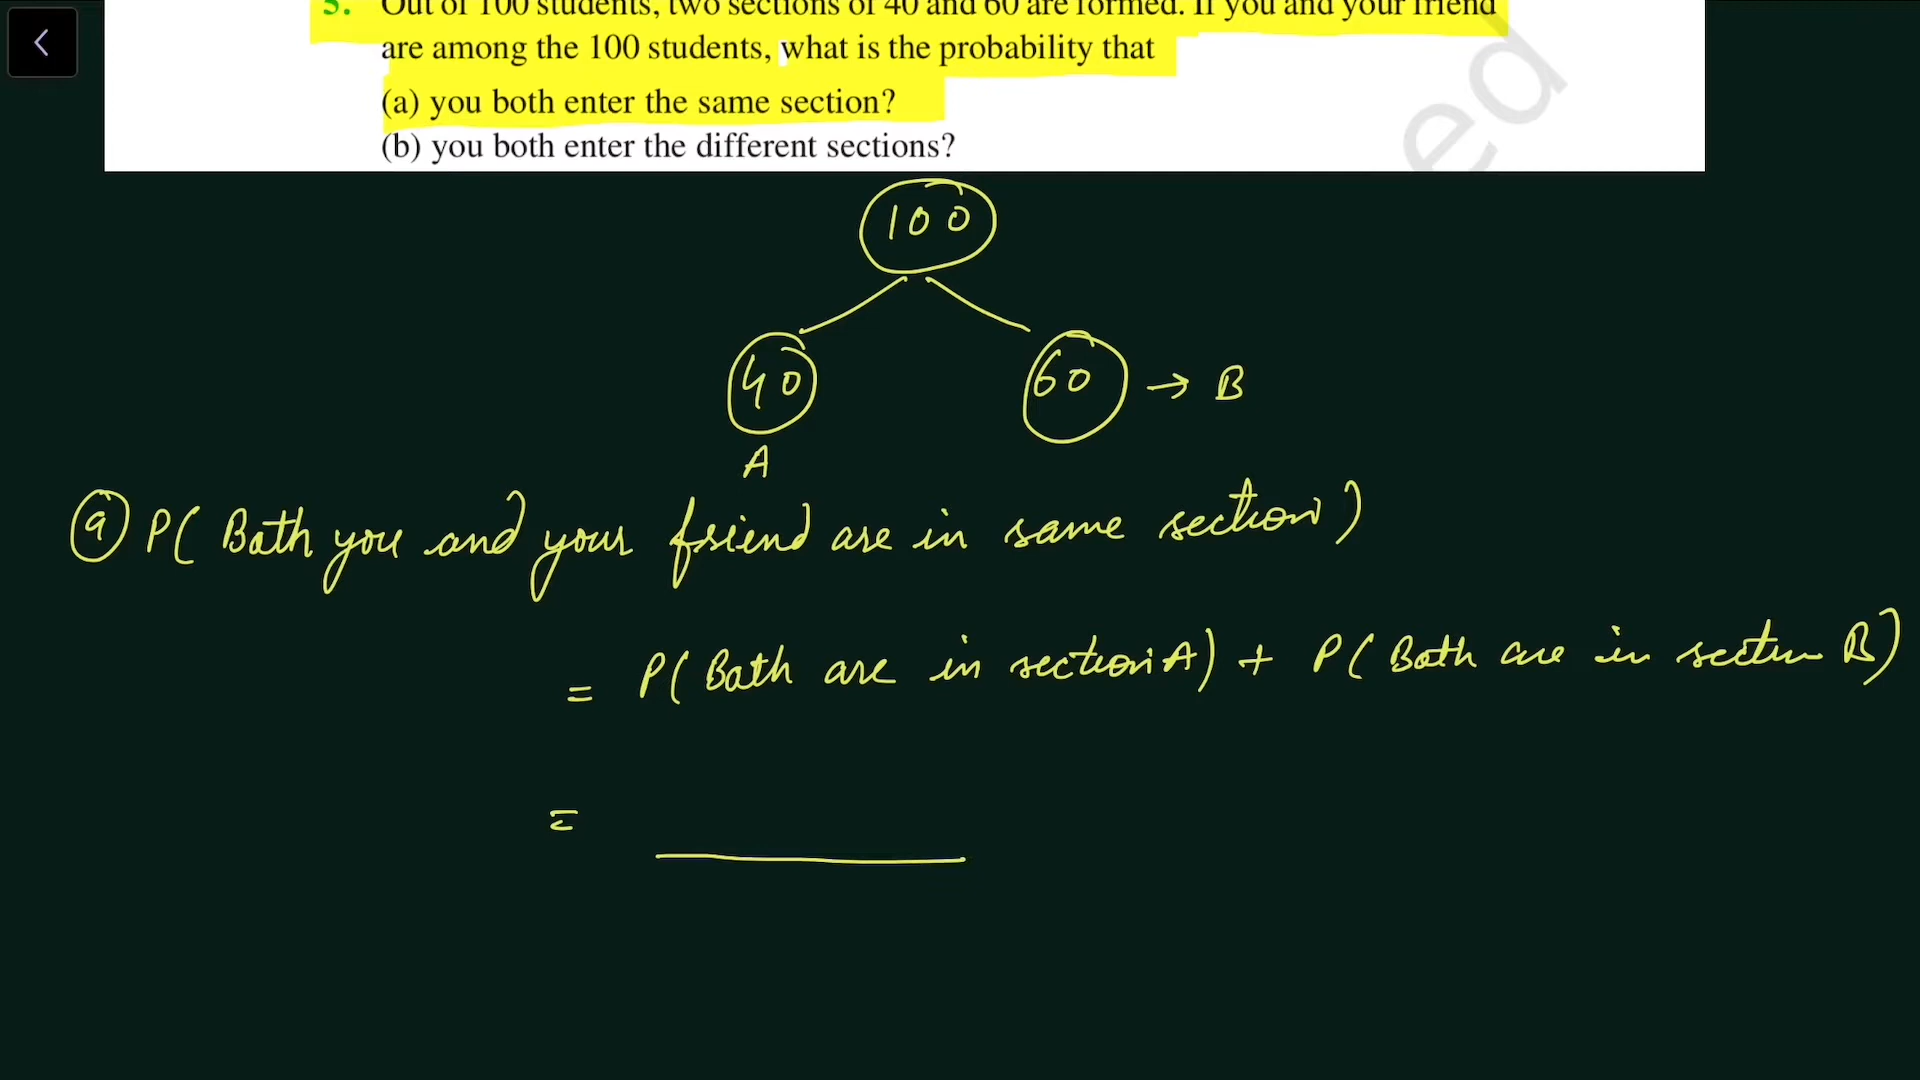 5. Out of 100 students, two sections of 40 and 60 are formed. If you and your friend
are among the 100 students, what is the probability that
(a) you both enter the same section?
(b) you both enter the different sections?
ed
100
40 60 → B
A
(a) P( Both you and your friend are in same section)
= P( Both are in section A) + P( Both are in section B)
=